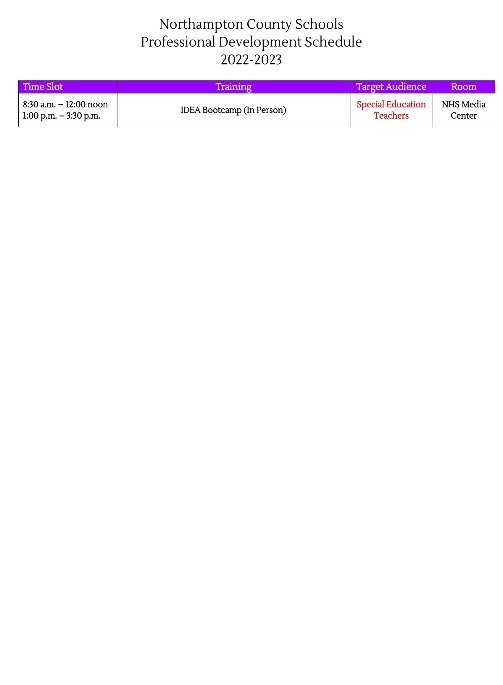 Northampton County Schools
Professional Development Schedule
2022-2023
Time Slot Training Target Audience Room
8:30 a.m. – 12:00 noon
1:00 p.m. – 3:30 p.m.
IDEA Bootcamp (In Person)
Special Education
Teachers
NHS Media
Center